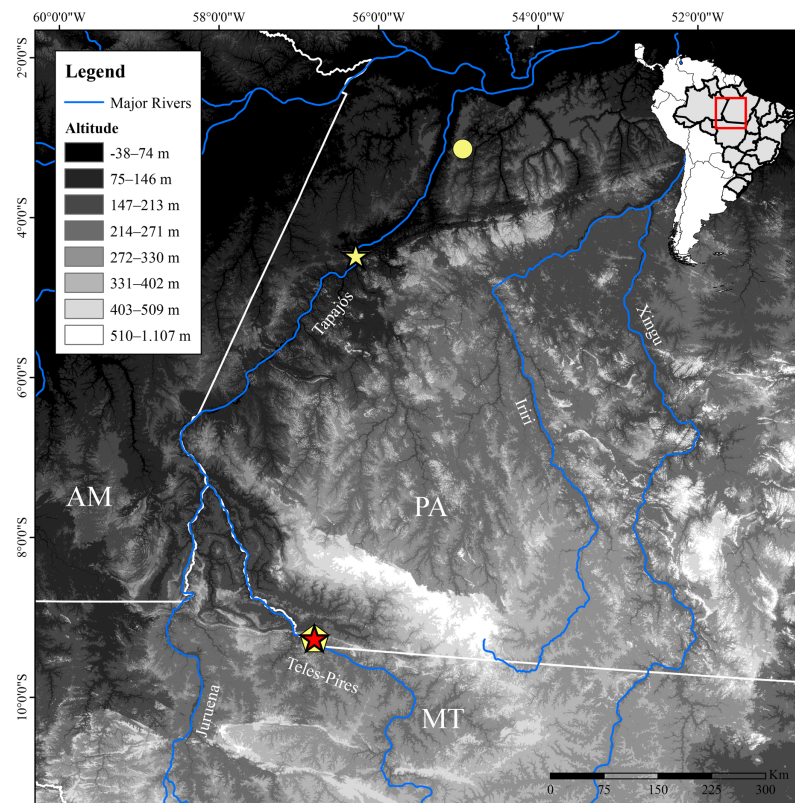 60°0'0"W 58°0'0"W 56°0'0"W 54°0'0"W 52°0'0"W
2°0'0"S
4°0'0"S
6°0'0"S
8°0'0"S
10°0'0"S
Legend
Major Rivers
Altitude
-38–74 m
75–146 m
147–213 m
214–271 m
272–330 m
331–402 m
403–509 m
510–1.107 m
Tapajós
Xingu
Iriri
AM
PA
Teles-Pires
Juruena
MT
Km
0 75 150 225 300